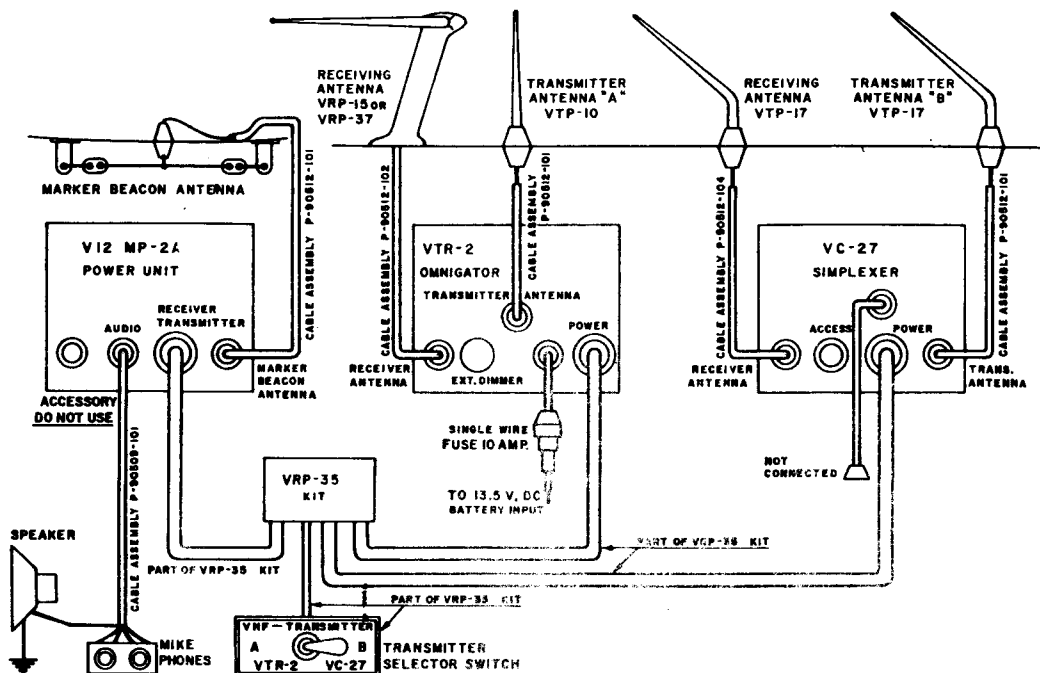 RECEIVING
ANTENNA
VRP-15 OR
VRP-37
TRANSMITTER
ANTENNA "A"
VTP-10
RECEIVING
ANTENNA
VTP-17
TRANSMITTER
ANTENNA "B"
VTP-17
MARKER BEACON ANTENNA
CABLE ASSEMBLY P-90512-101
CABLE ASSEMBLY P-90512-102
CABLE ASSEMBLY
P-90512-101
CABLE ASSEMBLY P-90512-104
CABLE ASSEMBLY P-90512-101
V12 MP-2A
POWER UNIT
AUDIO
RECEIVER
TRANSMITTER
MARKER
BEACON
ANTENNA
ACCESSORY
DO NOT USE
VTR-2
OMNIGATOR
TRANSMITTER ANTENNA
POWER
RECEIVER
ANTENNA
EXT. DIMMER
SINGLE WIRE
FUSE 10 AMP.
TO 13.5 V. DC
BATTERY INPUT
VC-27
SIMPLEXER
ACCESS
POWER
RECEIVER
ANTENNA
TRANS.
ANTENNA
NOT
CONNECTED
VRP-35
KIT
CABLE ASSEMBLY P-90509-101
SPEAKER
PART OF VRP-35 KIT
PART OF VRP-35 KIT
PART OF VRP-35 KIT
MIKE
PHONES
VHF - TRANSMITTER
A B
VTR-2 VC-27
TRANSMITTER
SELECTOR SWITCH